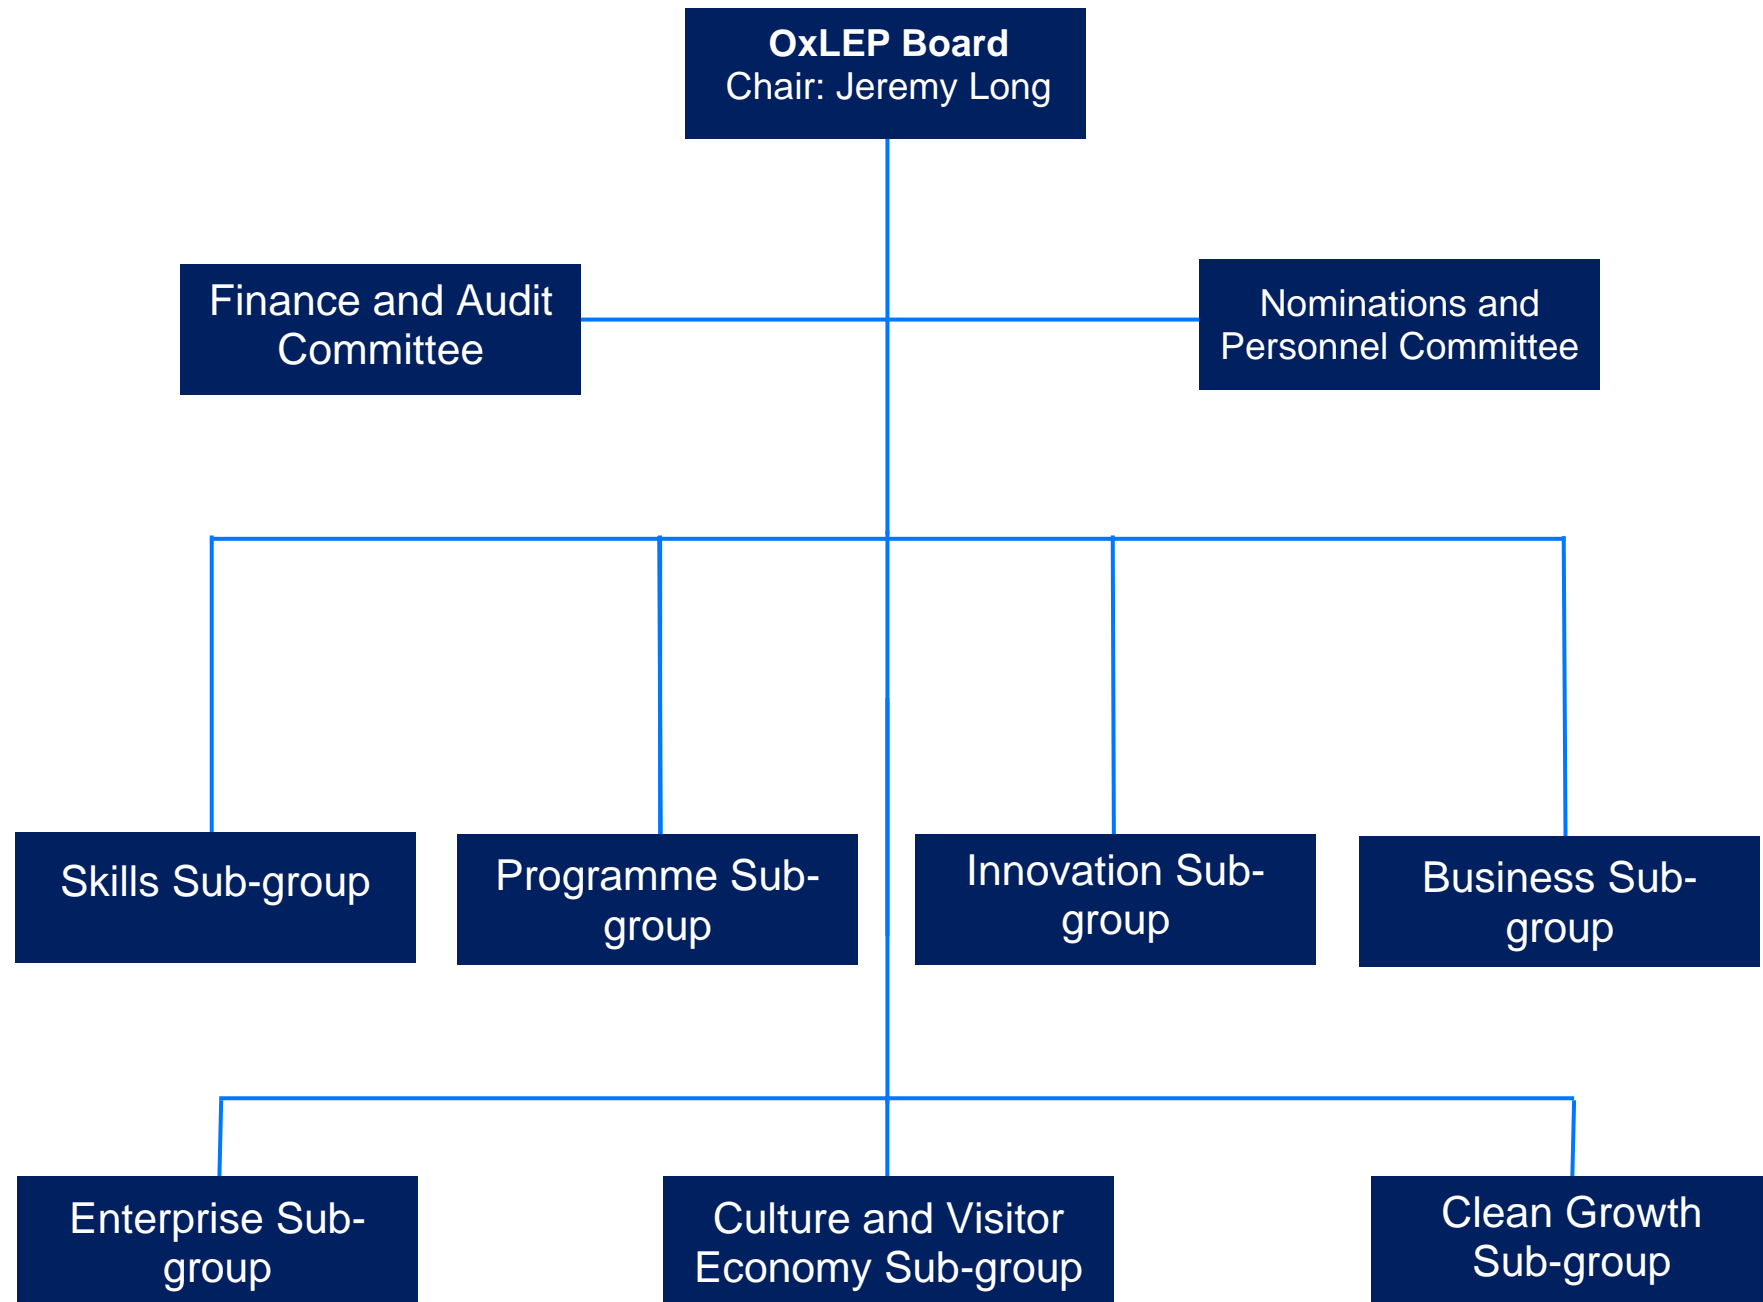 OxLEP Board
Chair: Jeremy Long
Finance and Audit
Committee
Nominations and
Personnel Committee
Skills Sub-group
Programme Sub-
group
Innovation Sub-
group
Business Sub-
group
Enterprise Sub-
group
Culture and Visitor
Economy Sub-group
Clean Growth
Sub-group